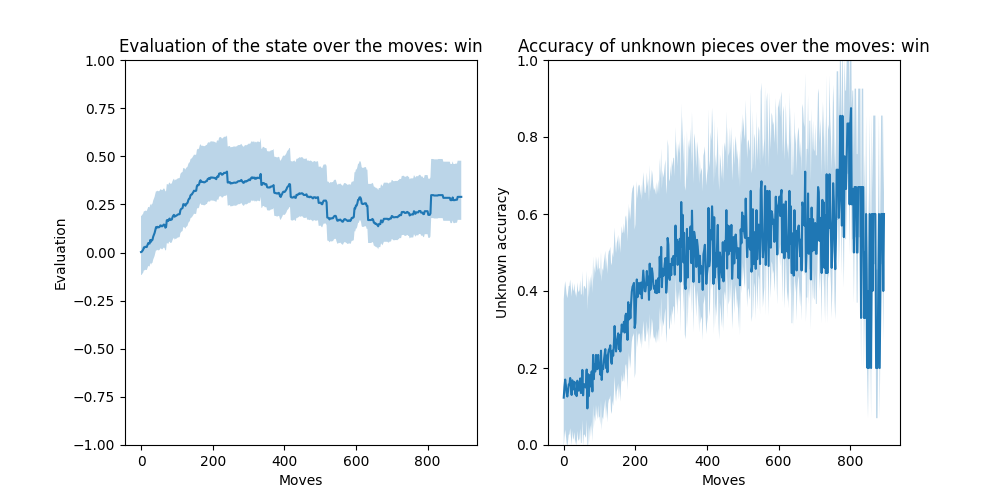 Evaluation of the state over the moves: win
1.00
0.75
0.50
0.25
0.00
−0.25
−0.50
−0.75
−1.00
Evaluation
0 200 400 600 800
Moves
Accuracy of unknown pieces over the moves: win
1.0
0.8
0.6
0.4
0.2
0.0
Unknown accuracy
0 200 400 600 800
Moves